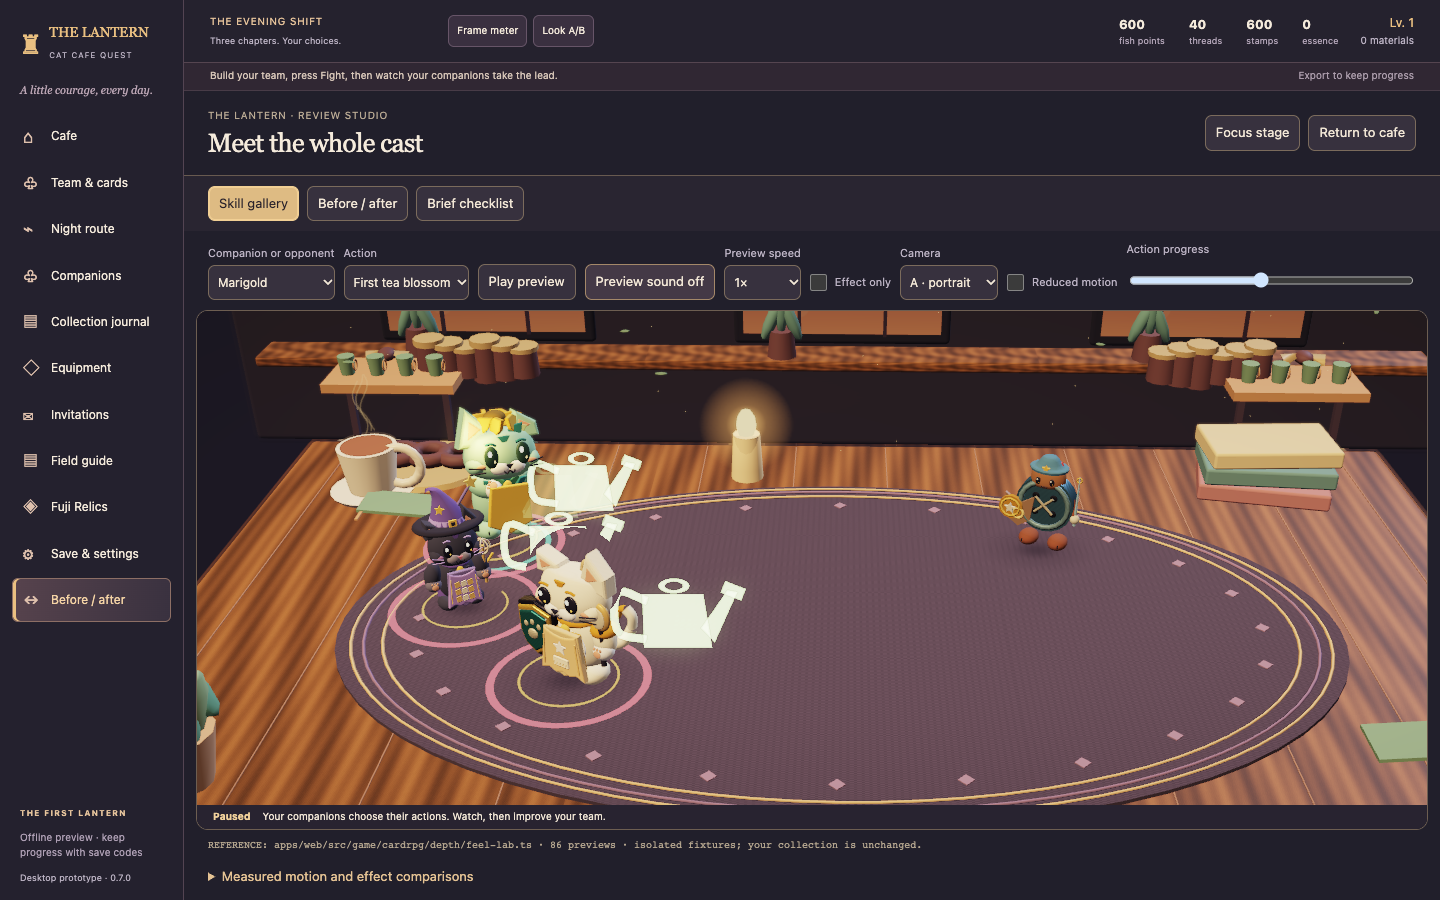 THE LANTERN
CAT CAFE QUEST
A little courage, every day.
Cafe
Team & cards
Night route
Companions
Collection journal
Equipment
Invitations
Field guide
Fuji Relics
Save & settings
Before / after
THE FIRST LANTERN
Offline preview · keep
progress with save codes
Desktop prototype · 0.7.0
THE EVENING SHIFT
Three chapters. Your choices.
Frame meter
Look A/B
600
fish points
40
threads
600
stamps
0
essence
Lv. 1
0 materials
Build your team, press Fight, then watch your companions take the lead.
Export to keep progress
THE LANTERN · REVIEW STUDIO
Meet the whole cast
Focus stage
Return to cafe
Skill gallery
Before / after
Brief checklist
Companion or opponent
Marigold
Action
First tea blossom
Play preview
Preview sound off
Preview speed
1x
Effect only
Camera
A · portrait
Reduced motion
Action progress
Paused
Your companions choose their actions. Watch, then improve your team.
REFERENCE: apps/web/src/game/cardrpg/depth/feel-lab.ts · 86 previews · isolated fixtures; your collection is unchanged.
Measured motion and effect comparisons